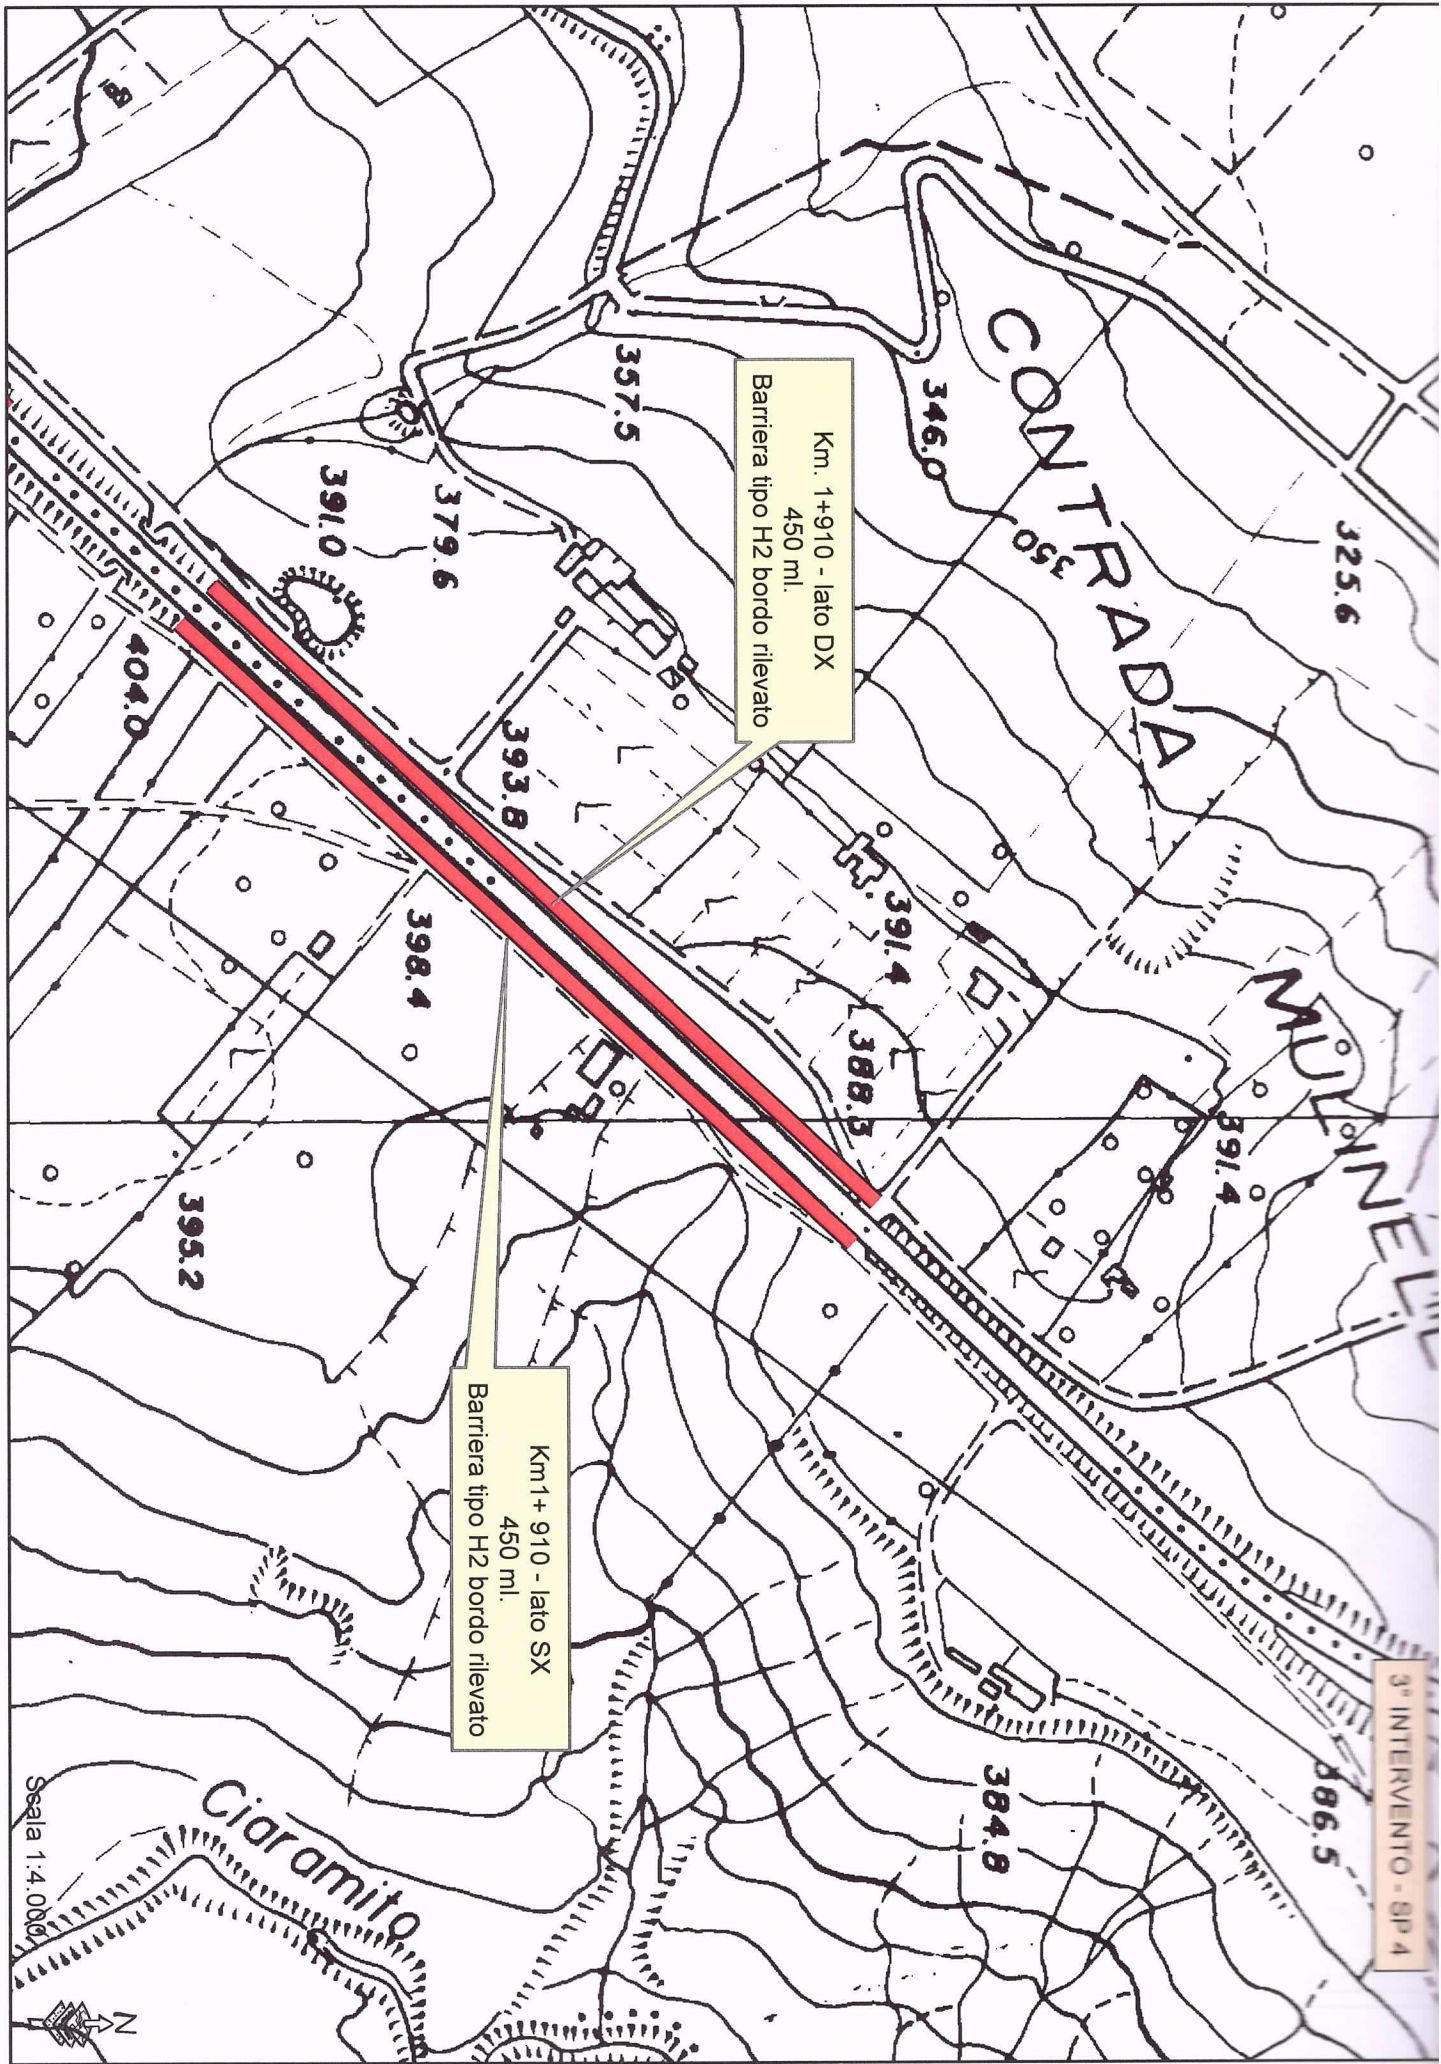 3° INTERVENTO - SP 4
CONTRADA
MULINELL
325.6
346.0
350
357.5
Km. 1+910 - lato DX
450 ml.
Barriera tipo H2 bordo rilevato
379.6
391.0
393.8
391.4
388.3
391.4
404.0
398.4
395.2
Km1+ 910 - lato SX
450 ml.
Barriera tipo H2 bordo rilevato
386.5
384.8
Ciaramito
Scala 1:4.000
N